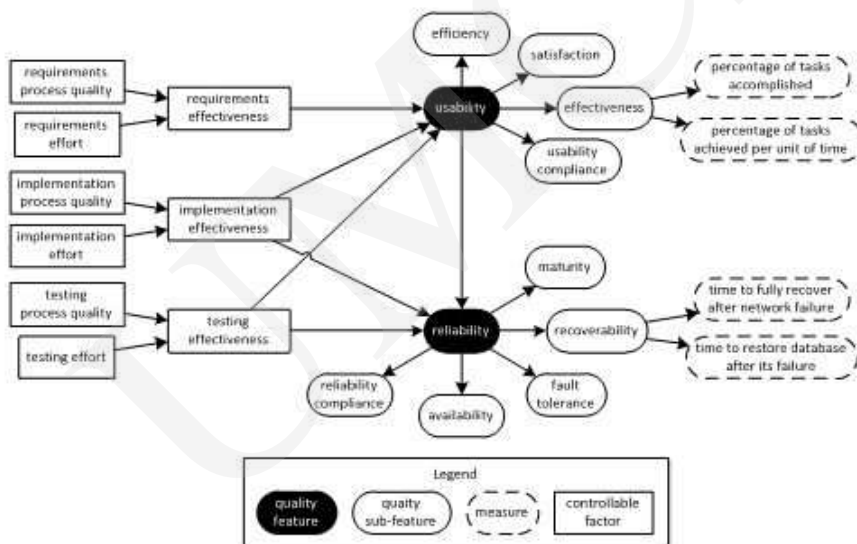 efficiency
satisfaction
requirements
process quality
requirements
effort
requirements
effectiveness
usability
effectiveness
percentage of tasks
accomplished
percentage of tasks
achieved per unit of time
usability
compliance
implementation
process quality
implementation
effort
implementation
effectiveness
maturity
testing
process quality
testing effort
testing
effectiveness
reliability
recoverability
time to fully recover
after network failure
time to restore database
after its failure
reliability
compliance
availability
fault
tolerance
Legend
quality
feature
quaity
sub-feature
measure
controllable
factor
UMCS